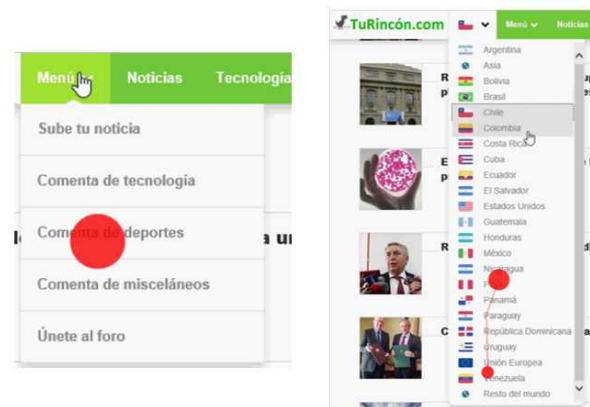 Menú
Noticias
Tecnología
Sube tu noticia
Comenta de tecnología
Comenta de deportes
Comenta de misceláneos
Únete al foro
TuRincón.com
Menú
Noticias
Argentina
Asia
Bolivia
Brasil
Chile
Colombia
Costa Rica
Cuba
Ecuador
El Salvador
Estados Unidos
Guatemala
Honduras
México
Nicaragua
Panamá
Paraguay
República Dominicana
Uruguay
Unión Europea
Venezuela
Resto del mundo